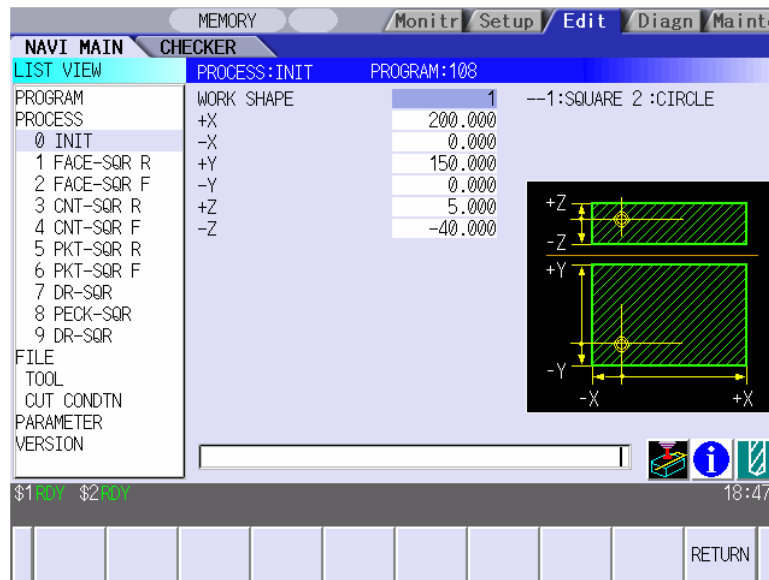 MEMORY
Monitr Setup Edit Diagn Mainte
NAVI MAIN CHECKER
LIST VIEW
PROCESS:INIT PROGRAM:108
PROGRAM
PROCESS
0 INIT
1 FACE-SQR R
2 FACE-SQR F
3 CNT-SQR R
4 CNT-SQR F
5 PKT-SQR R
6 PKT-SQR F
7 DR-SQR
8 PECK-SQR
9 DR-SQR
FILE
TOOL
CUT CONDTN
PARAMETER
VERSION
WORK SHAPE 1 --1:SQUARE 2 :CIRCLE
+X 200.000
-X 0.000
+Y 150.000
-Y 0.000
+Z 5.000
-Z -40.000
+Z
-Z
+Y
-Y
-X +X
$1RDY $2RDY 18:47
RETURN